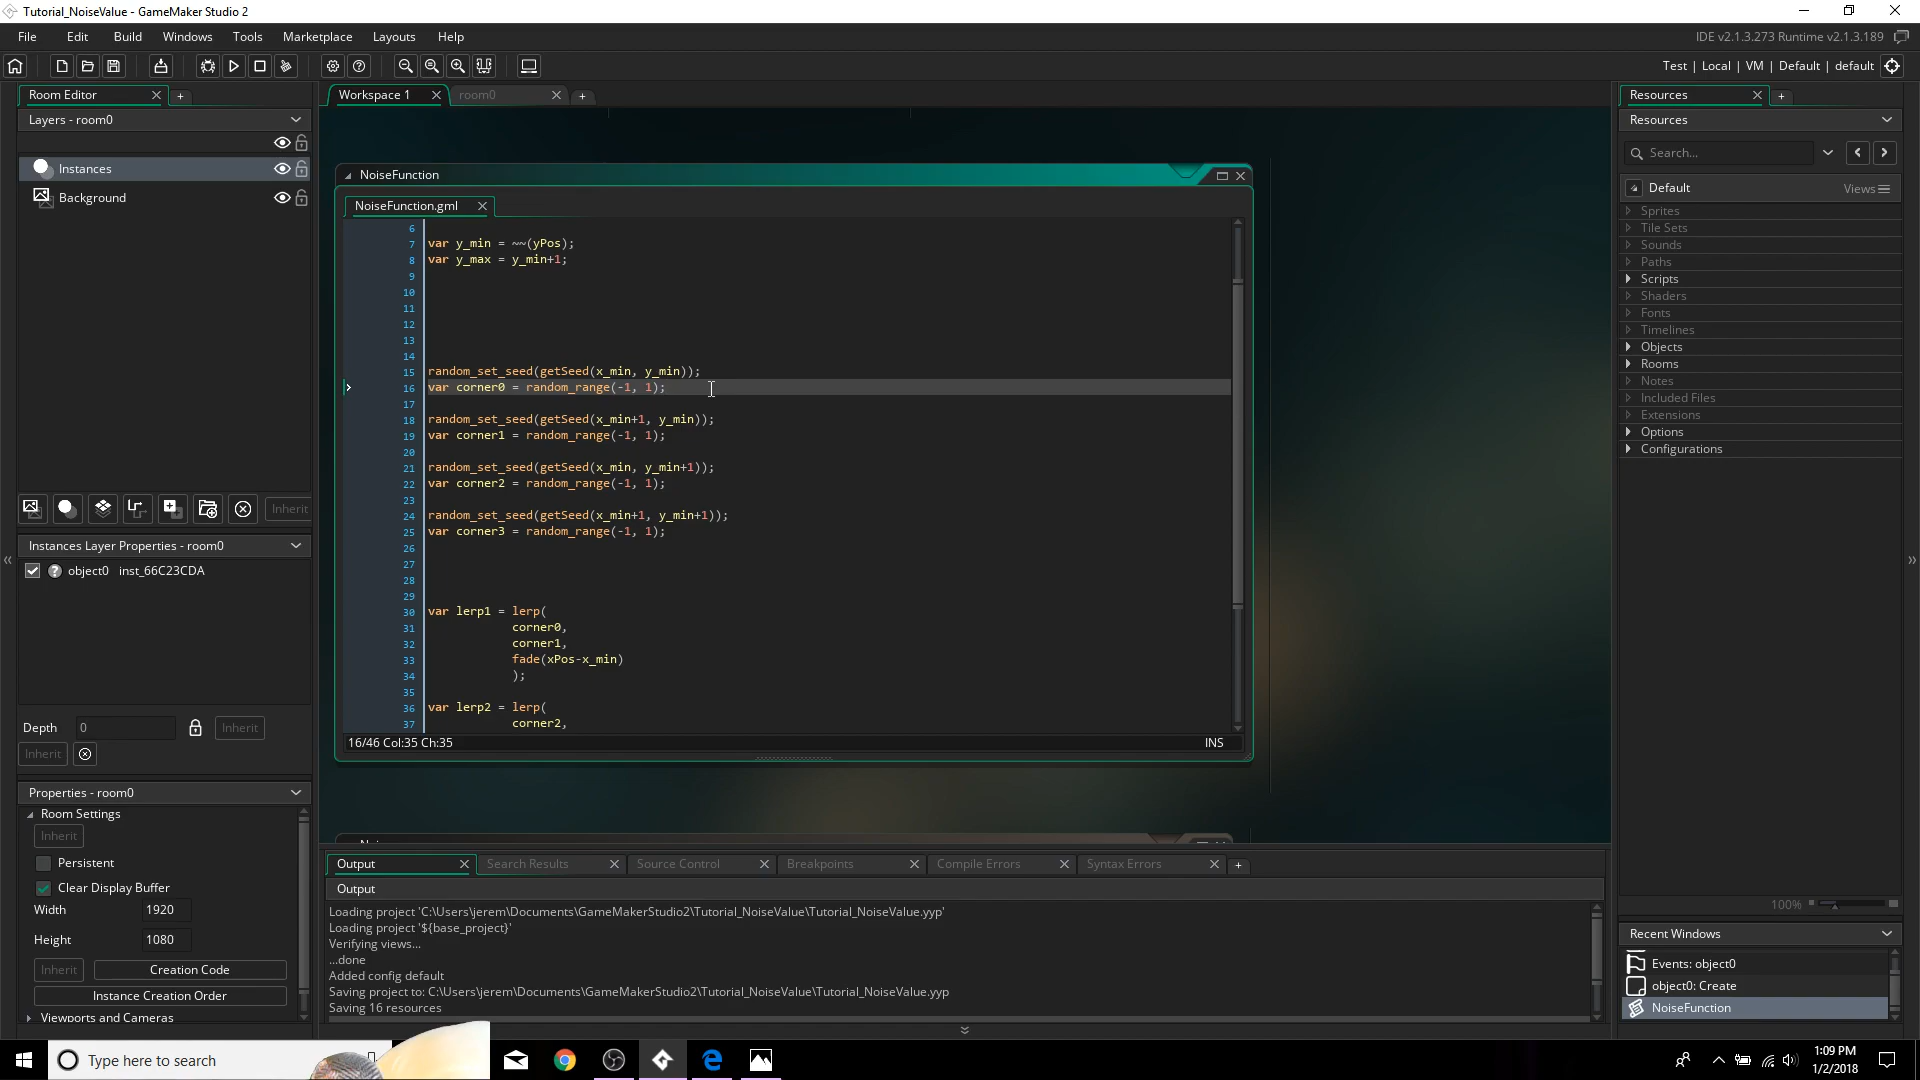 Tutorial_NoiseValue - GameMaker Studio 2
File Edit Build Windows Tools Marketplace Layouts Help
IDE v2.1.3.273 Runtime v2.1.3.189
Test | Local | VM | Default | default
Room Editor
Layers - room0
Instances
Background
Inherit
Instances Layer Properties - room0
object0 inst_66C23CDA
Depth 0 Inherit
Inherit
Properties - room0
Room Settings
Inherit
Persistent
Clear Display Buffer
Width 1920
Height 1080
Inherit Creation Code
Instance Creation Order
Viewports and Cameras
Workspace 1 room0
NoiseFunction
NoiseFunction.gml
6
7 var y_min = ~~(yPos);
8 var y_max = y_min+1;
9
10
11
12
13
14
15 random_set_seed(getSeed(x_min, y_min));
16 var corner0 = random_range(-1, 1);
17
18 random_set_seed(getSeed(x_min+1, y_min));
19 var corner1 = random_range(-1, 1);
20
21 random_set_seed(getSeed(x_min, y_min+1));
22 var corner2 = random_range(-1, 1);
23
24 random_set_seed(getSeed(x_min+1, y_min+1));
25 var corner3 = random_range(-1, 1);
26
27
28
29
30 var lerp1 = lerp(
31 corner0,
32 corner1,
33 fade(xPos-x_min)
34 );
35
36 var lerp2 = lerp(
37 corner2,
16/46 Col:35 Ch:35 INS
Output Search Results Source Control Breakpoints Compile Errors Syntax Errors
Output
Loading project 'C:\Users\jerem\Documents\GameMakerStudio2\Tutorial_NoiseValue\Tutorial_NoiseValue.yyp'
Loading project '${base_project}'
Verifying views...
...done
Added config default
Saving project to: C:\Users\jerem\Documents\GameMakerStudio2\Tutorial_NoiseValue\Tutorial_NoiseValue.yyp
Saving 16 resources
Resources
Resources
Search...
Default Views
Sprites
Tile Sets
Sounds
Paths
Scripts
Shaders
Fonts
Timelines
Objects
Rooms
Notes
Included Files
Extensions
Options
Configurations
100%
Recent Windows
Events: object0
object0: Create
NoiseFunction
Type here to search
1:09 PM
1/2/2018